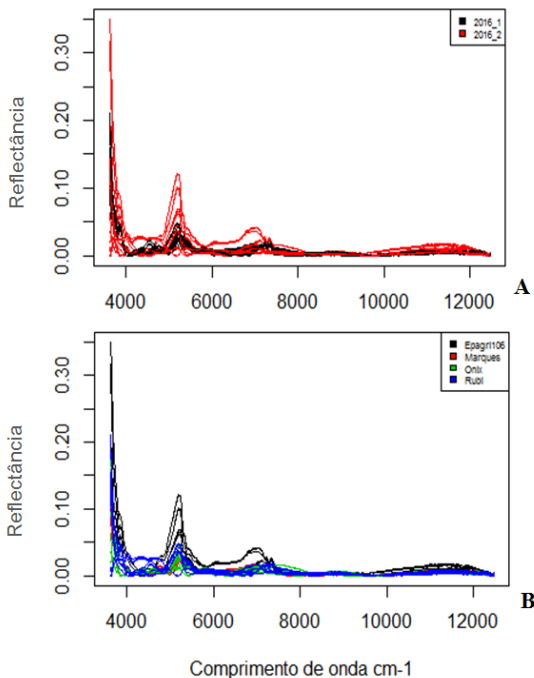 2016_1
2016_2
Reflectância
0.00 0.10 0.20 0.30
4000 6000 8000 10000 12000
A
Epagri106
Marques
Onix
Rubi
Reflectância
0.00 0.10 0.20 0.30
4000 6000 8000 10000 12000
B
Comprimento de onda cm-1